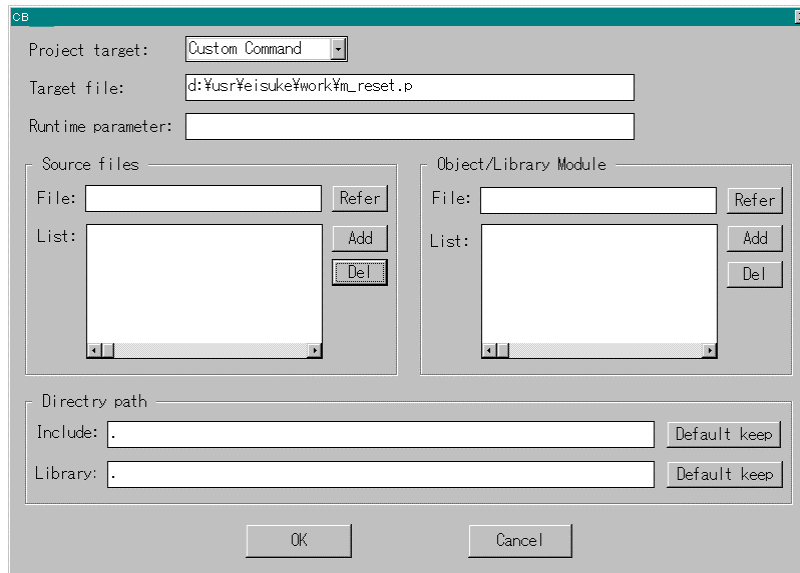 CB
Project target: Custom Command
Target file: d:¥usr¥eisuke¥work¥m_reset.p
Runtime parameter:
Source files
File: Refer
List: Add
Del
Object/Library Module
File: Refer
List: Add
Del
Directry path
Include: . Default keep
Library: . Default keep
OK Cancel